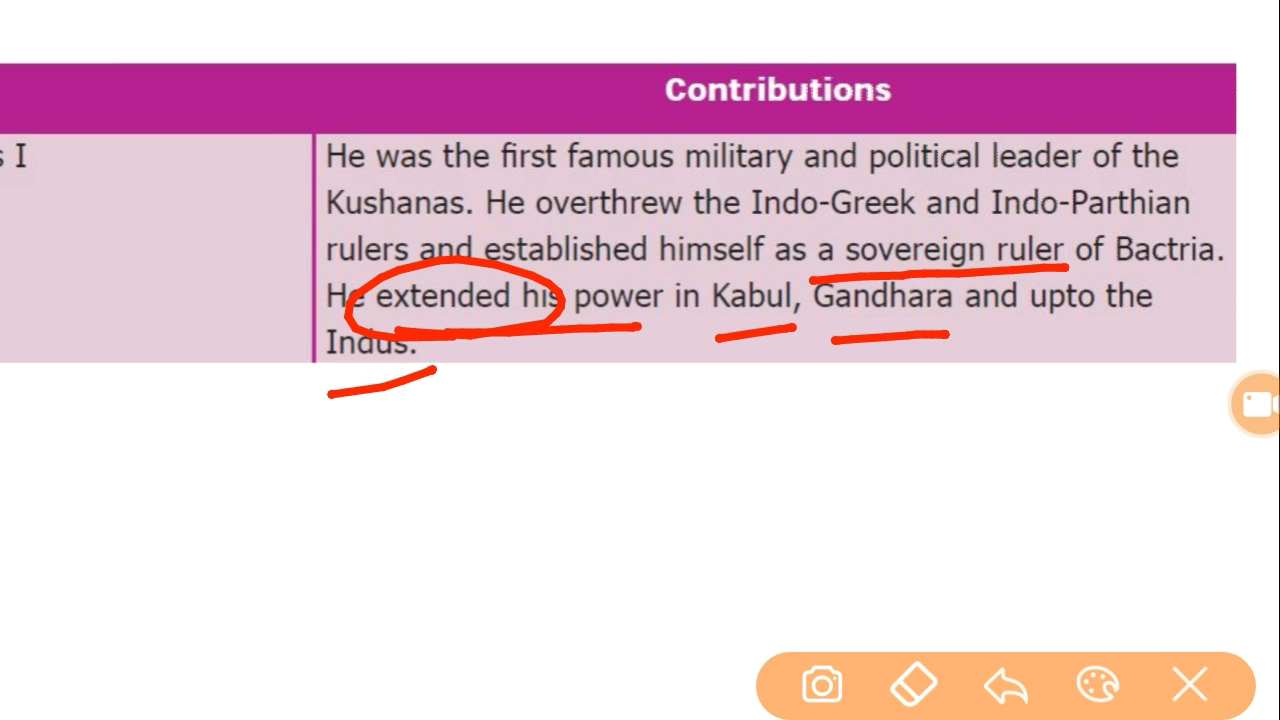 Contributions
s I
He was the first famous military and political leader of the
Kushanas. He overthrew the Indo-Greek and Indo-Parthian
rulers and established himself as a sovereign ruler of Bactria.
He extended his power in Kabul, Gandhara and upto the
Indus.